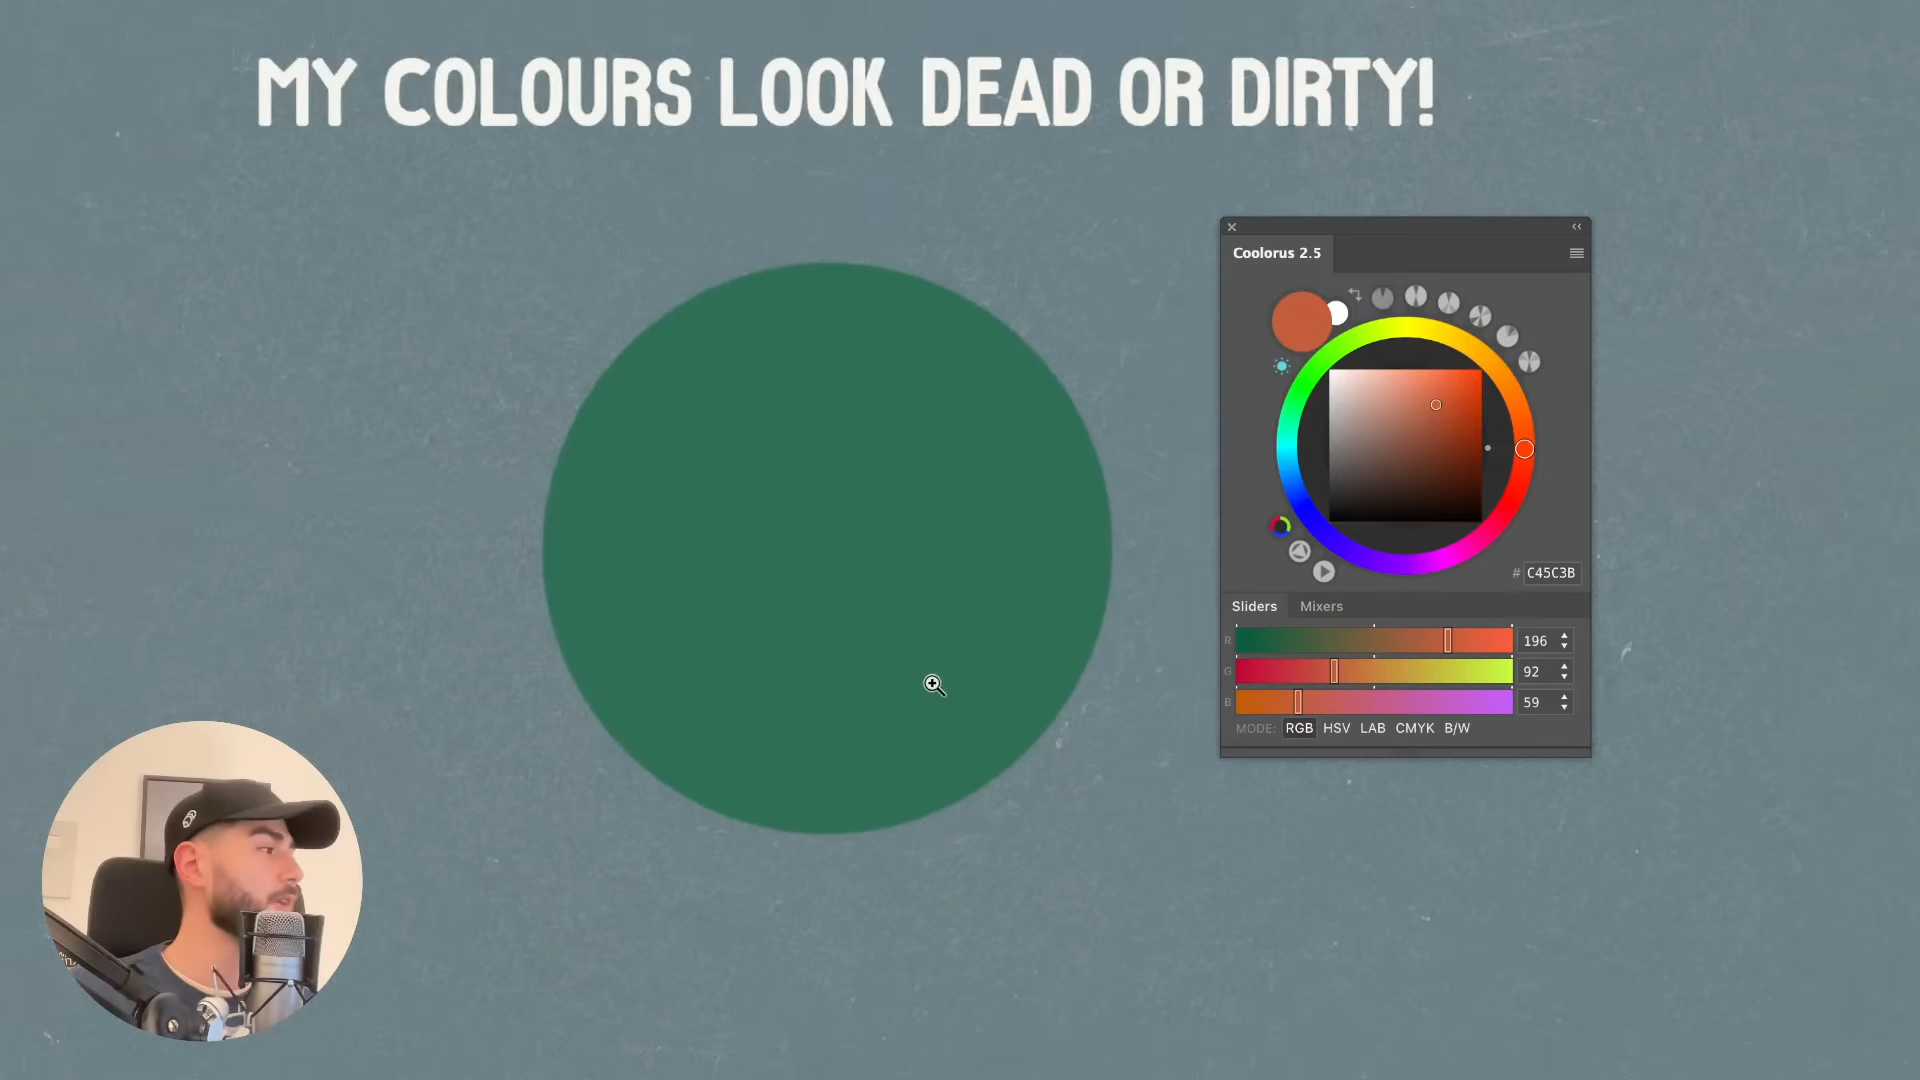 MY COLOURS LOOK DEAD OR DIRTY!
Coolorus 2.5
# C45C3B
Sliders Mixers
R 196
G 92
B 59
MODE: RGB HSV LAB CMYK B/W